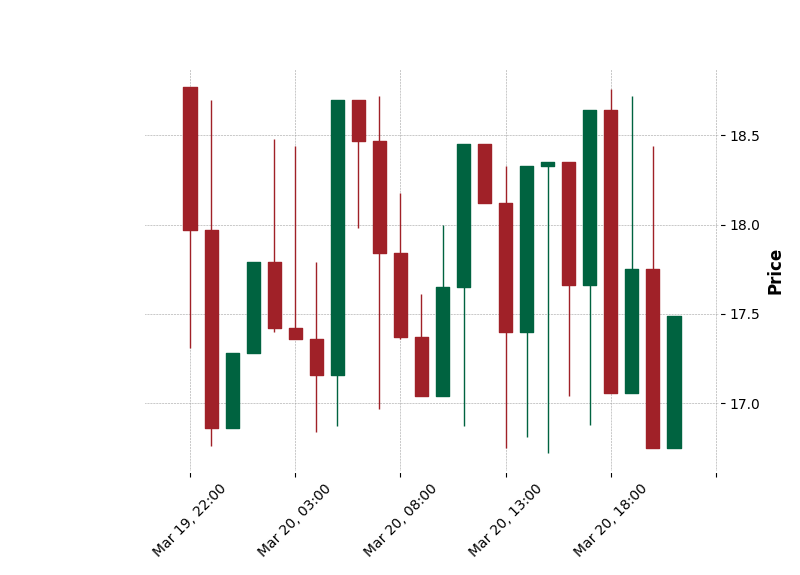 18.5
18.0
17.5
17.0
Price
Mar 19, 22:00
Mar 20, 03:00
Mar 20, 08:00
Mar 20, 13:00
Mar 20, 18:00